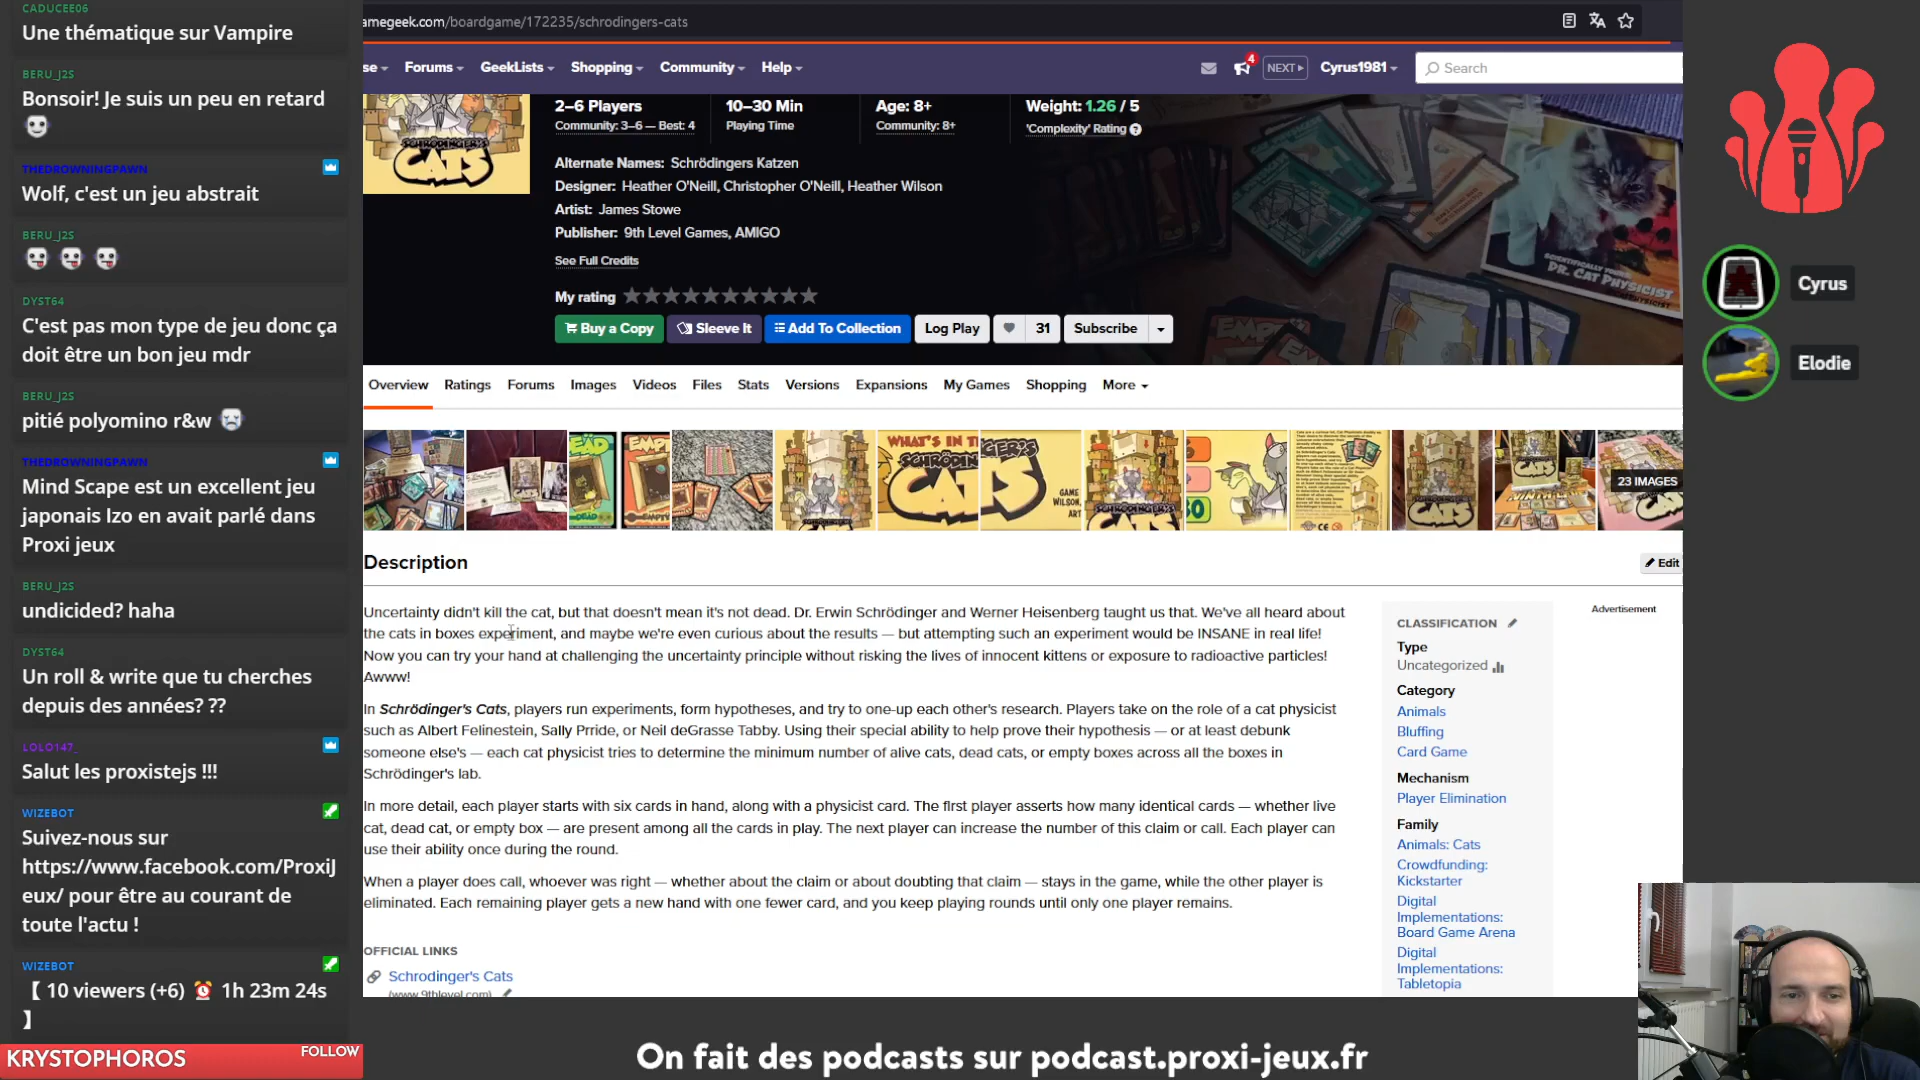 CADUCEE06
Une thématique sur Vampire
BERU_J2S
Bonsoir! Je suis un peu en retard
THEDROWNINGPAWN
Wolf, c'est un jeu abstrait
BERU_J2S
DYST64
C'est pas mon type de jeu donc ça
doit être un bon jeu mdr
BERU_J2S
pitié polyomino r&w
THEDROWNINGPAWN
Mind Scape est un excellent jeu
japonais Izo en avait parlé dans
Proxi jeux
BERU_J2S
undicided? haha
DYST64
Un roll & write que tu cherches
depuis des années? ??
LOLO147_
Salut les proxistejs !!!
WIZEBOT
Suivez-nous sur
https://www.facebook.com/ProxiJ
eux/ pour être au courant de
toute l'actu !
WIZEBOT
【 10 viewers (+6) ⏰ 1h 23m 24s
】
KRYSTOPHOROS
FOLLOW
amegeek.com/boardgame/172235/schrodingers-cats
se Forums GeekLists Shopping Community Help
4 NEXT Cyrus1981 Search
SCHRÖDINGER'S
CATS
2–6 Players
Community: 3–6 — Best: 4
10–30 Min
Playing Time
Age: 8+
Community: 8+
Weight: 1.26 / 5
'Complexity' Rating ?
Alternate Names: Schrödingers Katzen
Designer: Heather O'Neill, Christopher O'Neill, Heather Wilson
Artist: James Stowe
Publisher: 9th Level Games, AMIGO
See Full Credits
My rating
Buy a Copy Sleeve It Add To Collection Log Play 31 Subscribe
SCIENTIFICALLY YOURS
DR. CAT PHYSICIST
EMPTY
Overview Ratings Forums Images Videos Files Stats Versions Expansions My Games Shopping More
WHAT'S IN T
CATS
CATS
GAME
WILSON,
ART
CATS
23 IMAGES
Description
Edit
Uncertainty didn't kill the cat, but that doesn't mean it's not dead. Dr. Erwin Schrödinger and Werner Heisenberg taught us that. We've all heard about
the cats in boxes experiment, and maybe we're even curious about the results — but attempting such an experiment would be INSANE in real life!
Now you can try your hand at challenging the uncertainty principle without risking the lives of innocent kittens or exposure to radioactive particles!
Awww!
In Schrödinger's Cats, players run experiments, form hypotheses, and try to one-up each other's research. Players take on the role of a cat physicist
such as Albert Felinestein, Sally Prride, or Neil deGrasse Tabby. Using their special ability to help prove their hypothesis — or at least debunk
someone else's — each cat physicist tries to determine the minimum number of alive cats, dead cats, or empty boxes across all the boxes in
Schrödinger's lab.
In more detail, each player starts with six cards in hand, along with a physicist card. The first player asserts how many identical cards — whether live
cat, dead cat, or empty box — are present among all the cards in play. The next player can increase the number of this claim or call. Each player can
use their ability once during the round.
When a player does call, whoever was right — whether about the claim or about doubting that claim — stays in the game, while the other player is
eliminated. Each remaining player gets a new hand with one fewer card, and you keep playing rounds until only one player remains.
OFFICIAL LINKS
Schrodinger's Cats
(www.9thlevel.com)
CLASSIFICATION
Type
Uncategorized
Category
Animals
Bluffing
Card Game
Mechanism
Player Elimination
Family
Animals: Cats
Crowdfunding:
Kickstarter
Digital
Implementations:
Board Game Arena
Digital
Implementations:
Tabletopia
Advertisement
Cyrus
Elodie
On fait des podcasts sur podcast.proxi-jeux.fr